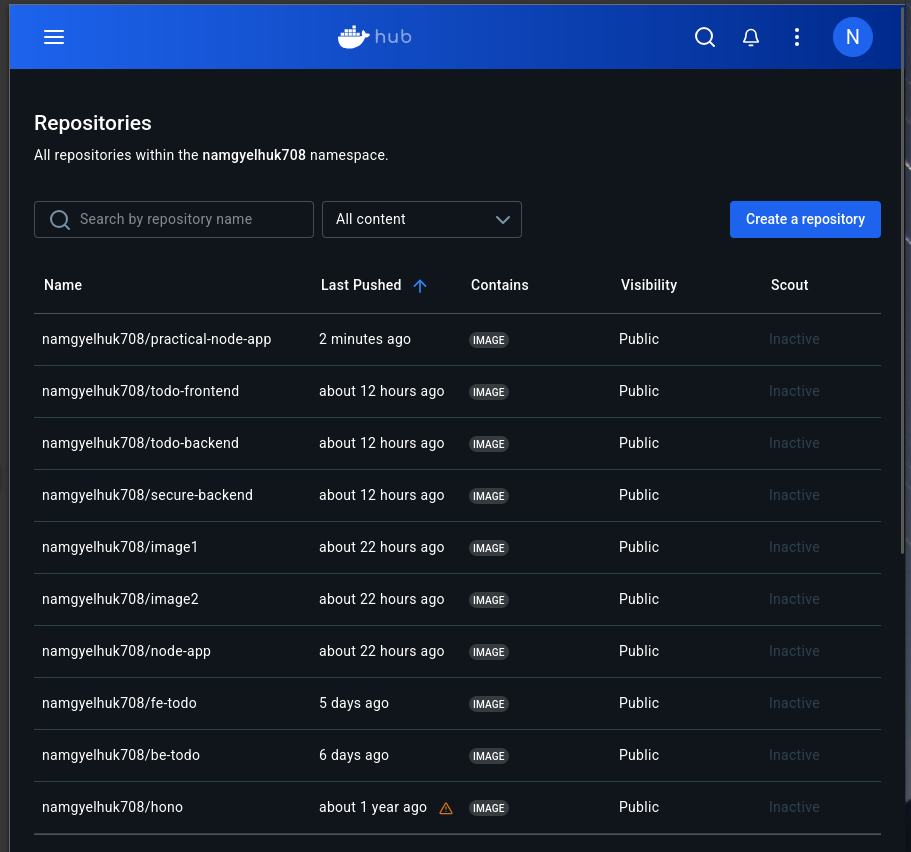 hub
N
Repositories
All repositories within the namgyelhuk708 namespace.
Search by repository name All content Create a repository
Name Last Pushed Contains Visibility Scout
namgyelhuk708/practical-node-app 2 minutes ago IMAGE Public Inactive
namgyelhuk708/todo-frontend about 12 hours ago IMAGE Public Inactive
namgyelhuk708/todo-backend about 12 hours ago IMAGE Public Inactive
namgyelhuk708/secure-backend about 12 hours ago IMAGE Public Inactive
namgyelhuk708/image1 about 22 hours ago IMAGE Public Inactive
namgyelhuk708/image2 about 22 hours ago IMAGE Public Inactive
namgyelhuk708/node-app about 22 hours ago IMAGE Public Inactive
namgyelhuk708/fe-todo 5 days ago IMAGE Public Inactive
namgyelhuk708/be-todo 6 days ago IMAGE Public Inactive
namgyelhuk708/hono about 1 year ago IMAGE Public Inactive